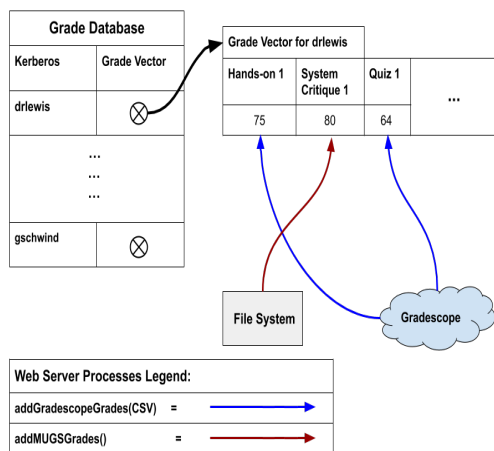 Grade Database
Kerberos Grade Vector
drlewis
...
...
...
gschwind
Grade Vector for drlewis
Hands-on 1 System Critique 1 Quiz 1 ...
75 80 64
File System
Gradescope
Web Server Processes Legend:
addGradescopeGrades(CSV) =
addMUGSGrades() =